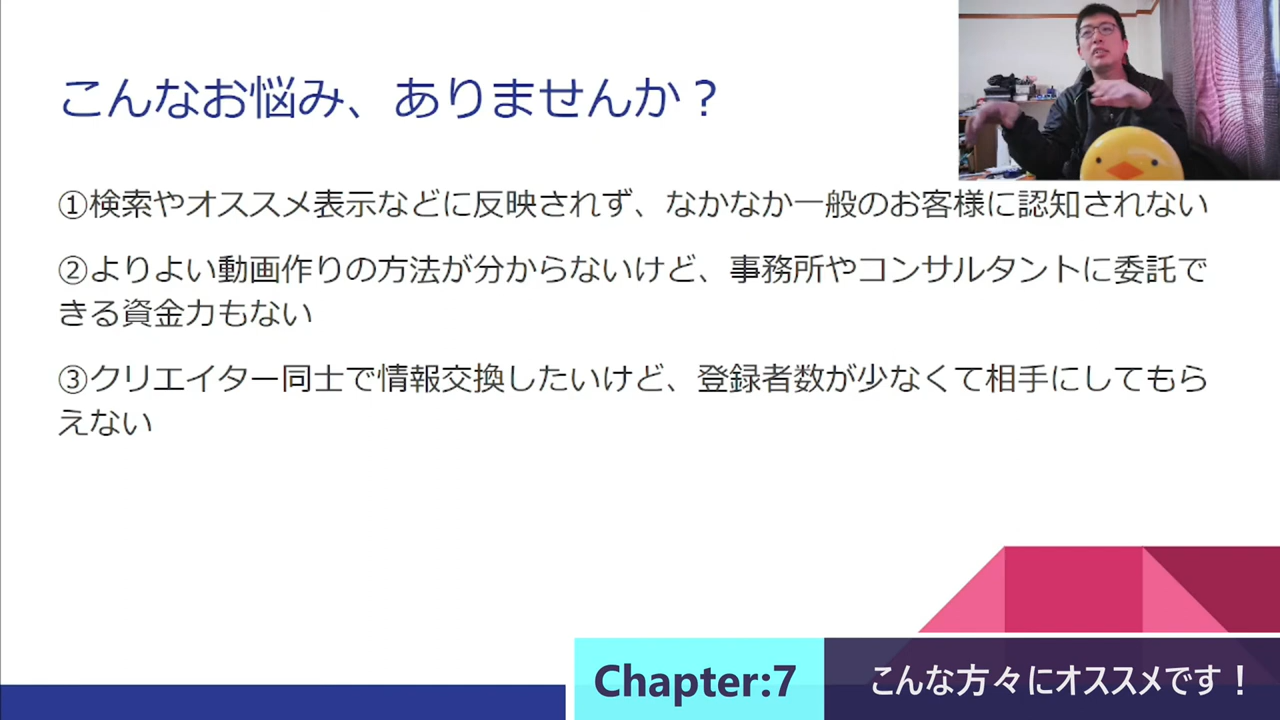 こんなお悩み、ありませんか？
①検索やオススメ表示などに反映されず、なかなか一般のお客様に認知されない
②よりよい動画作りの方法が分からないけど、事務所やコンサルタントに委託で
きる資金力もない
③クリエイター同士で情報交換したいけど、登録者数が少なくて相手にしてもら
えない
Chapter:7
こんな方々にオススメです！